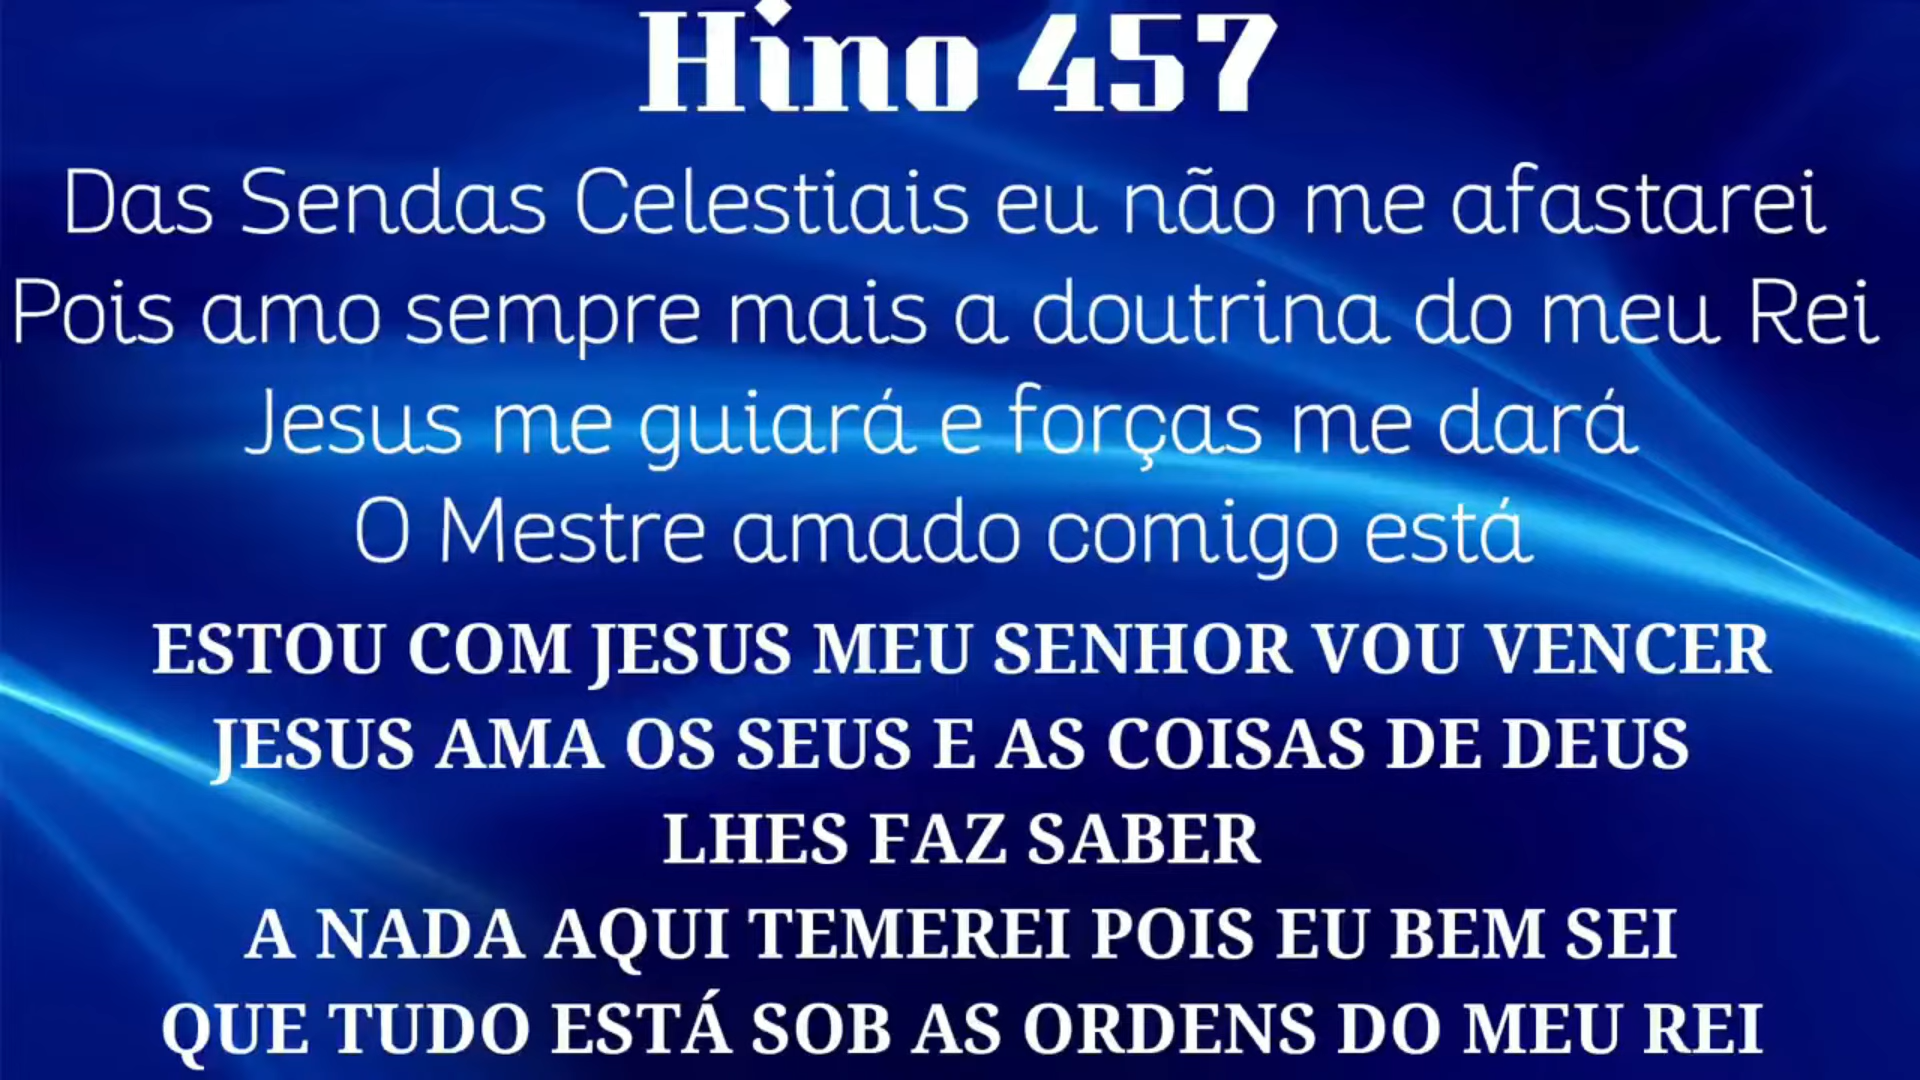 Hino 457
Das Sendas Celestiais eu não me afastarei
Pois amo sempre mais a doutrina do meu Rei
Jesus me guiará e forças me dará
O Mestre amado comigo está
ESTOU COM JESUS MEU SENHOR VOU VENCER
JESUS AMA OS SEUS E AS COISAS DE DEUS
LHES FAZ SABER
A NADA AQUI TEMEREI POIS EU BEM SEI
QUE TUDO ESTÁ SOB AS ORDENS DO MEU REI